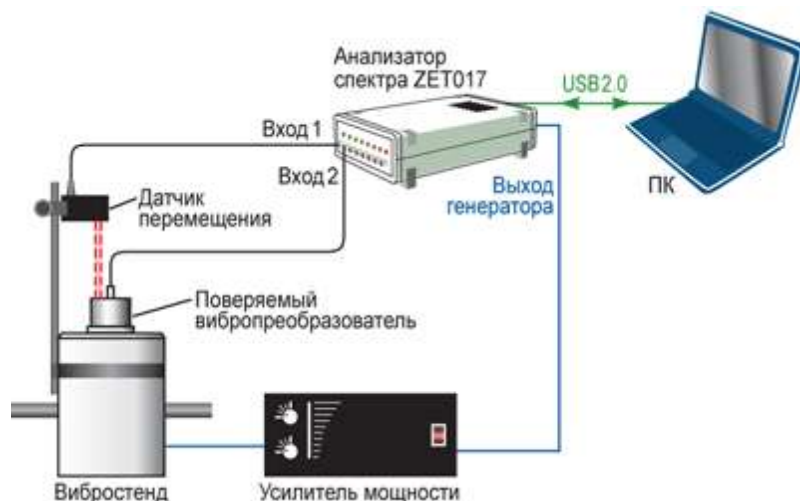 Анализатор
спектра ZET017
USB2.0
Вход 1
Вход 2
Датчик
перемещения
Выход
генератора
ПК
Поверяемый
вибропреобразователь
Вибростенд
Усилитель мощности